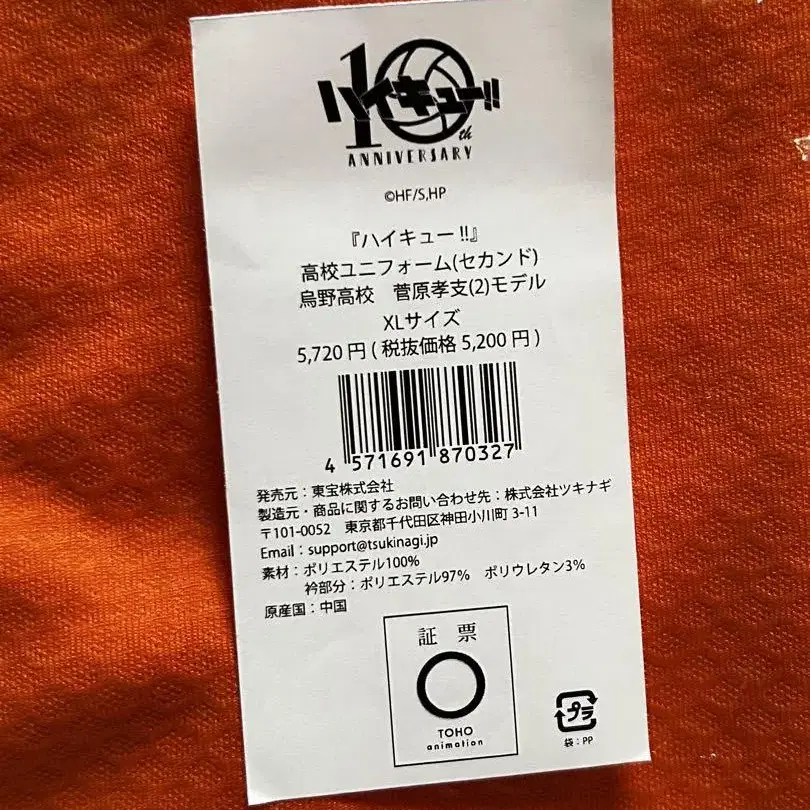 ハイキュー!!
10th
ANNIVERSARY
©HF/S,HP
『ハイキュー!!』
高校ユニフォーム(セカンド)
烏野高校　菅原孝支(2)モデル
XLサイズ
5,720 円 ( 税抜価格 5,200 円 )
4 571691 870327
発売元：東宝株式会社
製造元・商品に関するお問い合わせ先：株式会社ツキナギ
〒101-0052　東京都千代田区神田小川町 3-11
Email：support@tsukinagi.jp
素材：ポリエステル100%
衿部分：ポリエステル97%　ポリウレタン3%
原産国：中国
証 票
TOHO
animation
プラ
袋：PP